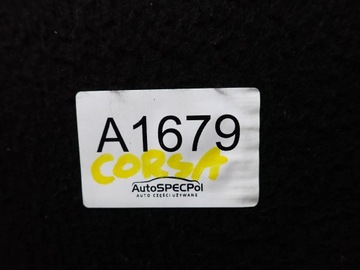 A1679
CORSA
AutoSPECPol
AUTO CZĘŚCI UŻYWANE